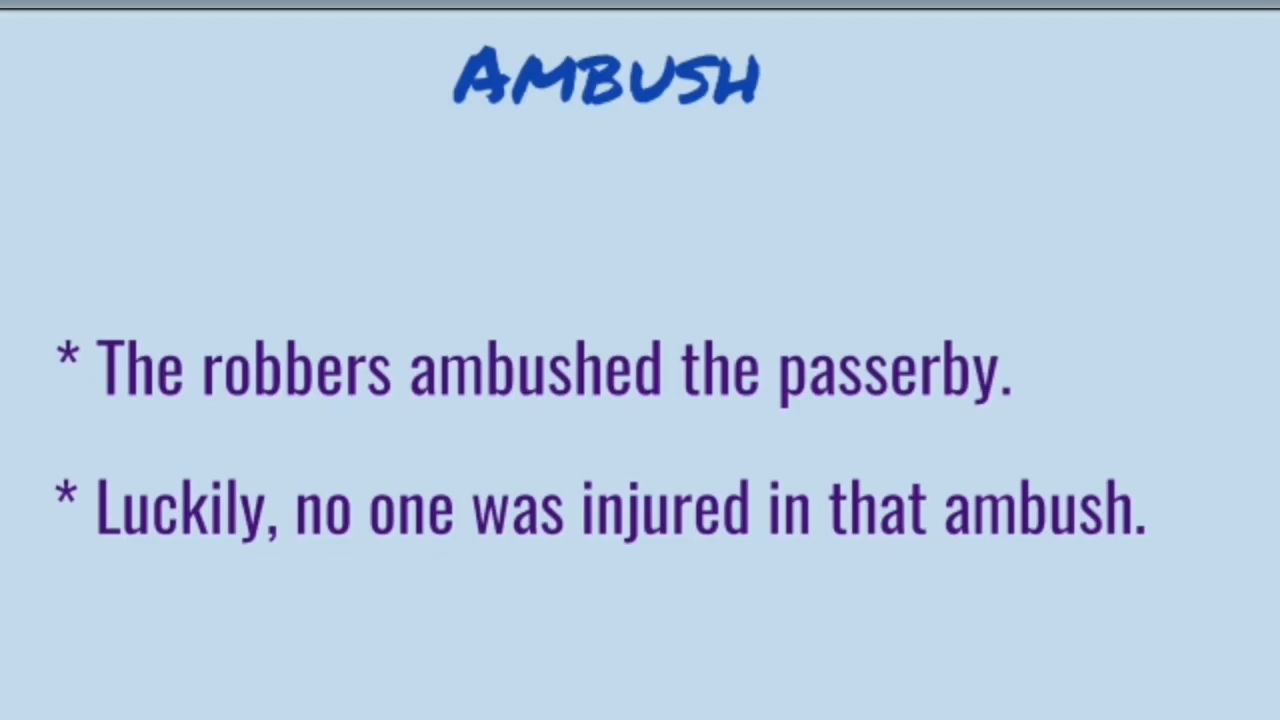 AMBUSH
* The robbers ambushed the passerby.
* Luckily, no one was injured in that ambush.